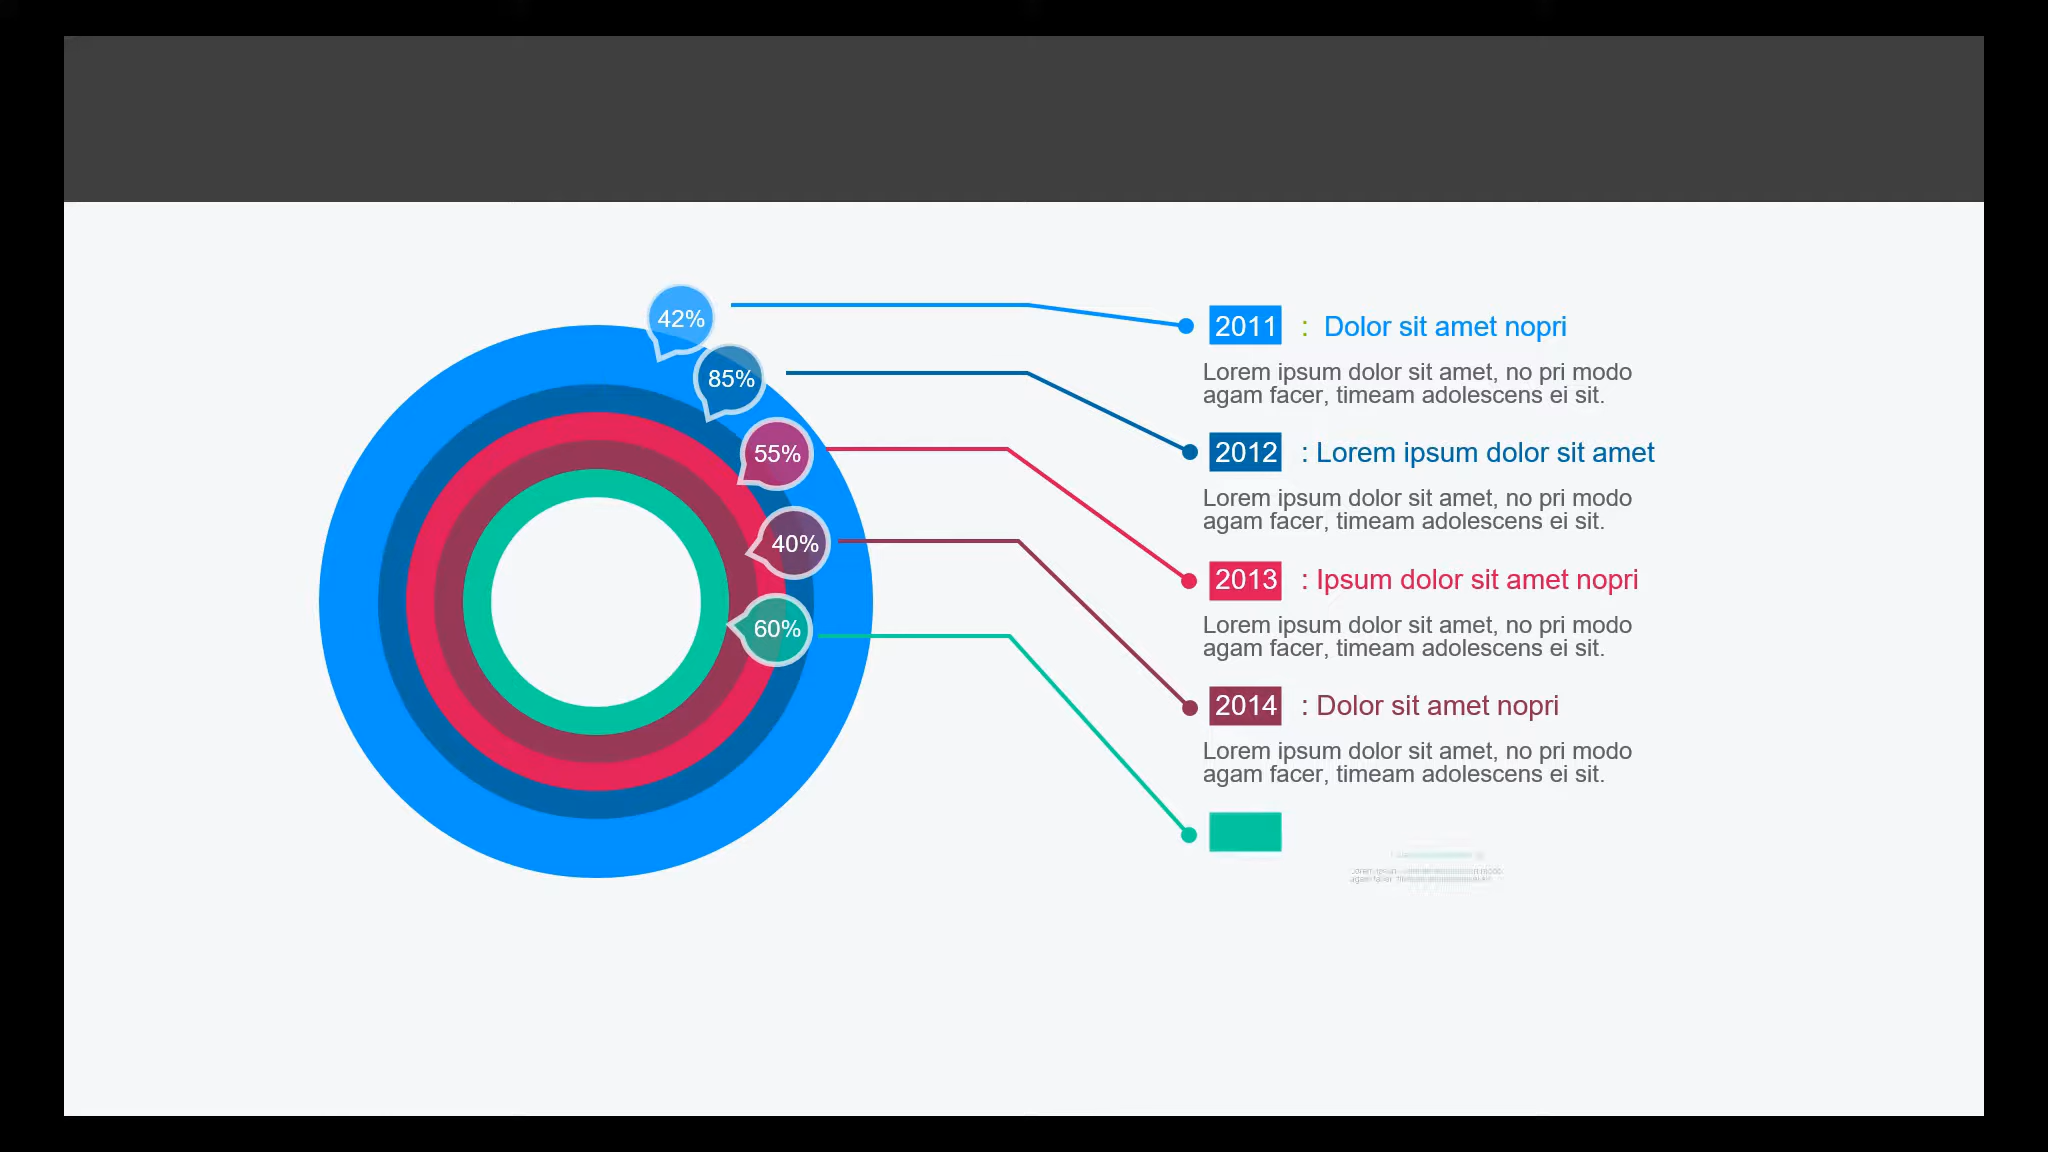 42%
85%
55%
40%
60%
2011 : Dolor sit amet nopri
Lorem ipsum dolor sit amet, no pri modo
agam facer, timeam adolescens ei sit.
2012 : Lorem ipsum dolor sit amet
Lorem ipsum dolor sit amet, no pri modo
agam facer, timeam adolescens ei sit.
2013 : Ipsum dolor sit amet nopri
Lorem ipsum dolor sit amet, no pri modo
agam facer, timeam adolescens ei sit.
2014 : Dolor sit amet nopri
Lorem ipsum dolor sit amet, no pri modo
agam facer, timeam adolescens ei sit.